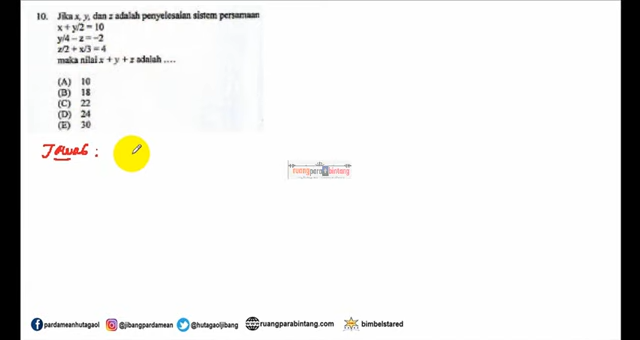 10. Jika x, y, dan z adalah penyelesaian sistem persamaan
x + y/2 = 10
y/4 – z = –2
z/2 + x/3 = 4
maka nilai x + y + z adalah ....
(A) 10
(B) 18
(C) 22
(D) 24
(E) 30
Jawab :
ruangparabintang
pardameanhutagaol @jibangpardamean @hutagaoljibang ruangparabintang.com bimbelstared